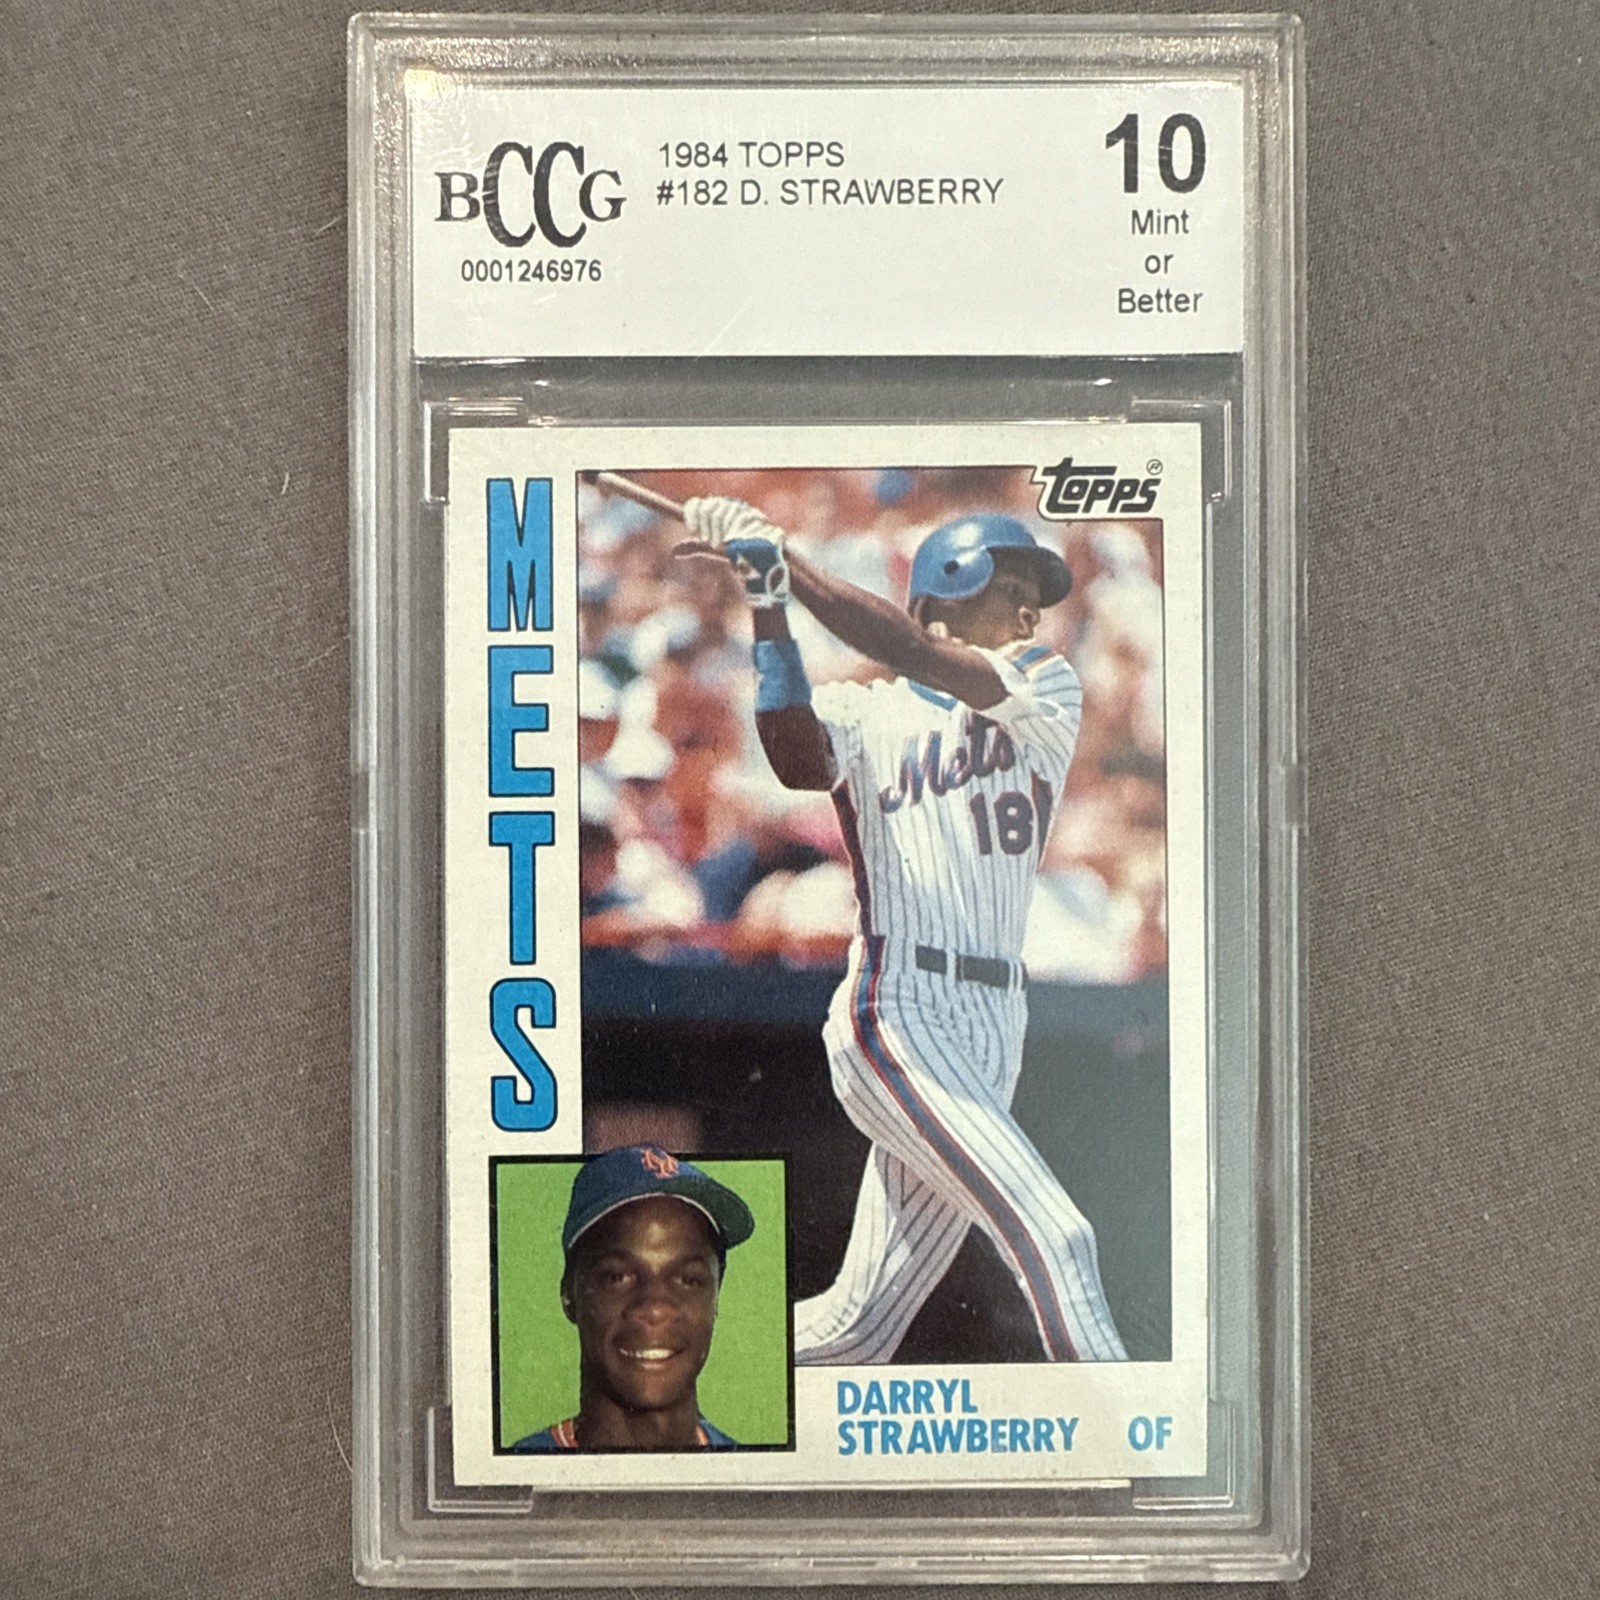 BCCG
0001246976
1984 TOPPS
#182 D. STRAWBERRY
10
Mint
or
Better
METS
topps®
Mets
18
DARRYL
STRAWBERRY OF